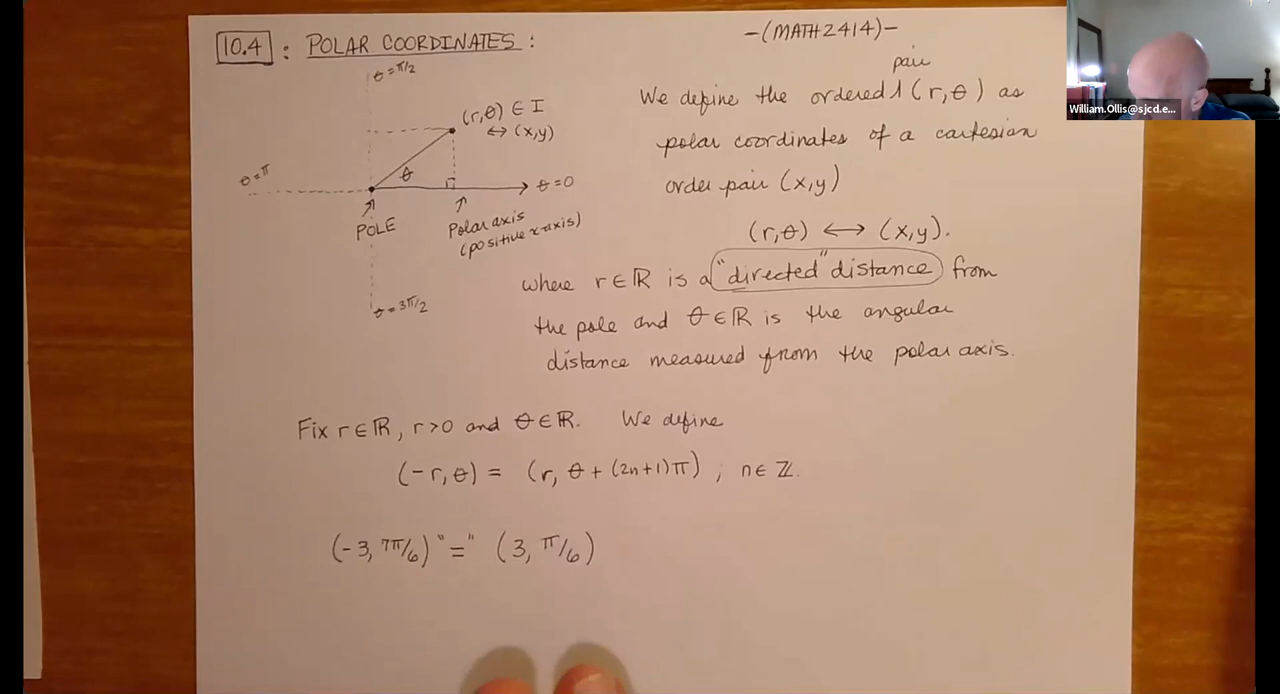 10.4 : POLAR COORDINATES :
-(MATH2414)-
θ = π/2
(r,θ) ∈ I
↔ (x,y)
θ = π
θ
θ = 0
POLE
Polar axis
(positive x-axis)
θ = 3π/2
pair
We define the ordered (r,θ) as
polar coordinates of a cartesian
order pair (x,y)
(r,θ) ⟷ (x,y).
where r∈ℝ is a "directed" distance from
the pole and θ∈ℝ is the angular
distance measured from the polar axis.
Fix r∈ℝ, r>0 and θ∈ℝ. We define
(-r,θ) = (r, θ + (2n+1)π) ; n∈ℤ.
(-3, 7π/6) "=" (3, π/6)
William.Ollis@sjcd.e...